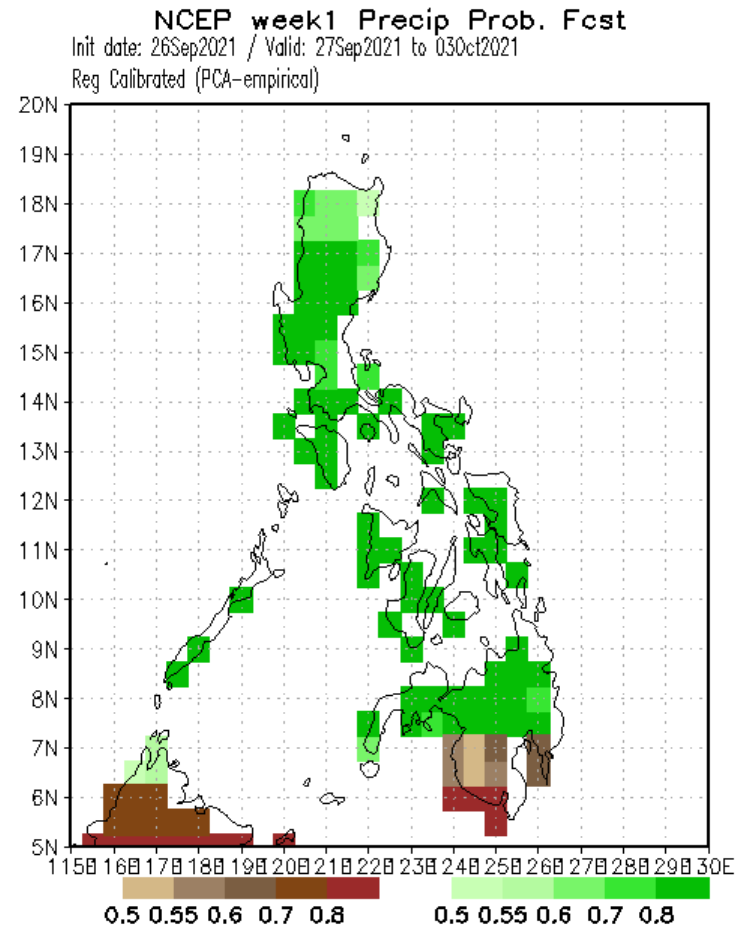 NCEP week1 Precip Prob. Fcst
Init date: 26Sep2021 / Valid: 27Sep2021 to 03Oct2021
Reg Calibrated (PCA-empirical)
20N
19N
18N
17N
16N
15N
14N
13N
12N
11N
10N
9N
8N
7N
6N
5N
115E 116E 117E 118E 119E 120E 121E 122E 123E 124E 125E 126E 127E 128E 129E 130E
0.5 0.55 0.6 0.7 0.8 0.5 0.55 0.6 0.7 0.8